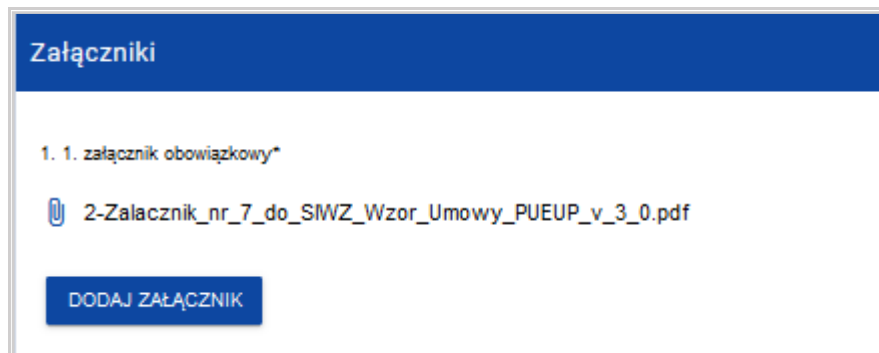 Załączniki
1. 1. załącznik obowiązkowy*
2-Zalacznik_nr_7_do_SIWZ_Wzor_Umowy_PUEUP_v_3_0.pdf
DODAJ ZAŁĄCZNIK